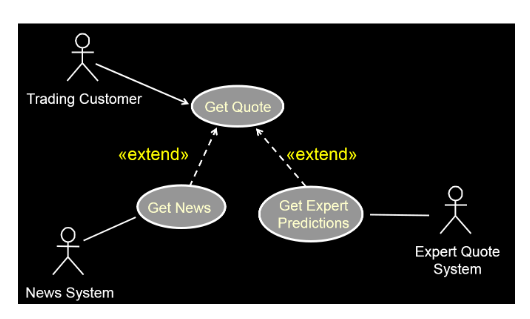 Trading Customer
Get Quote
«extend»
«extend»
Get News
Get Expert
Predictions
Expert Quote
System
News System